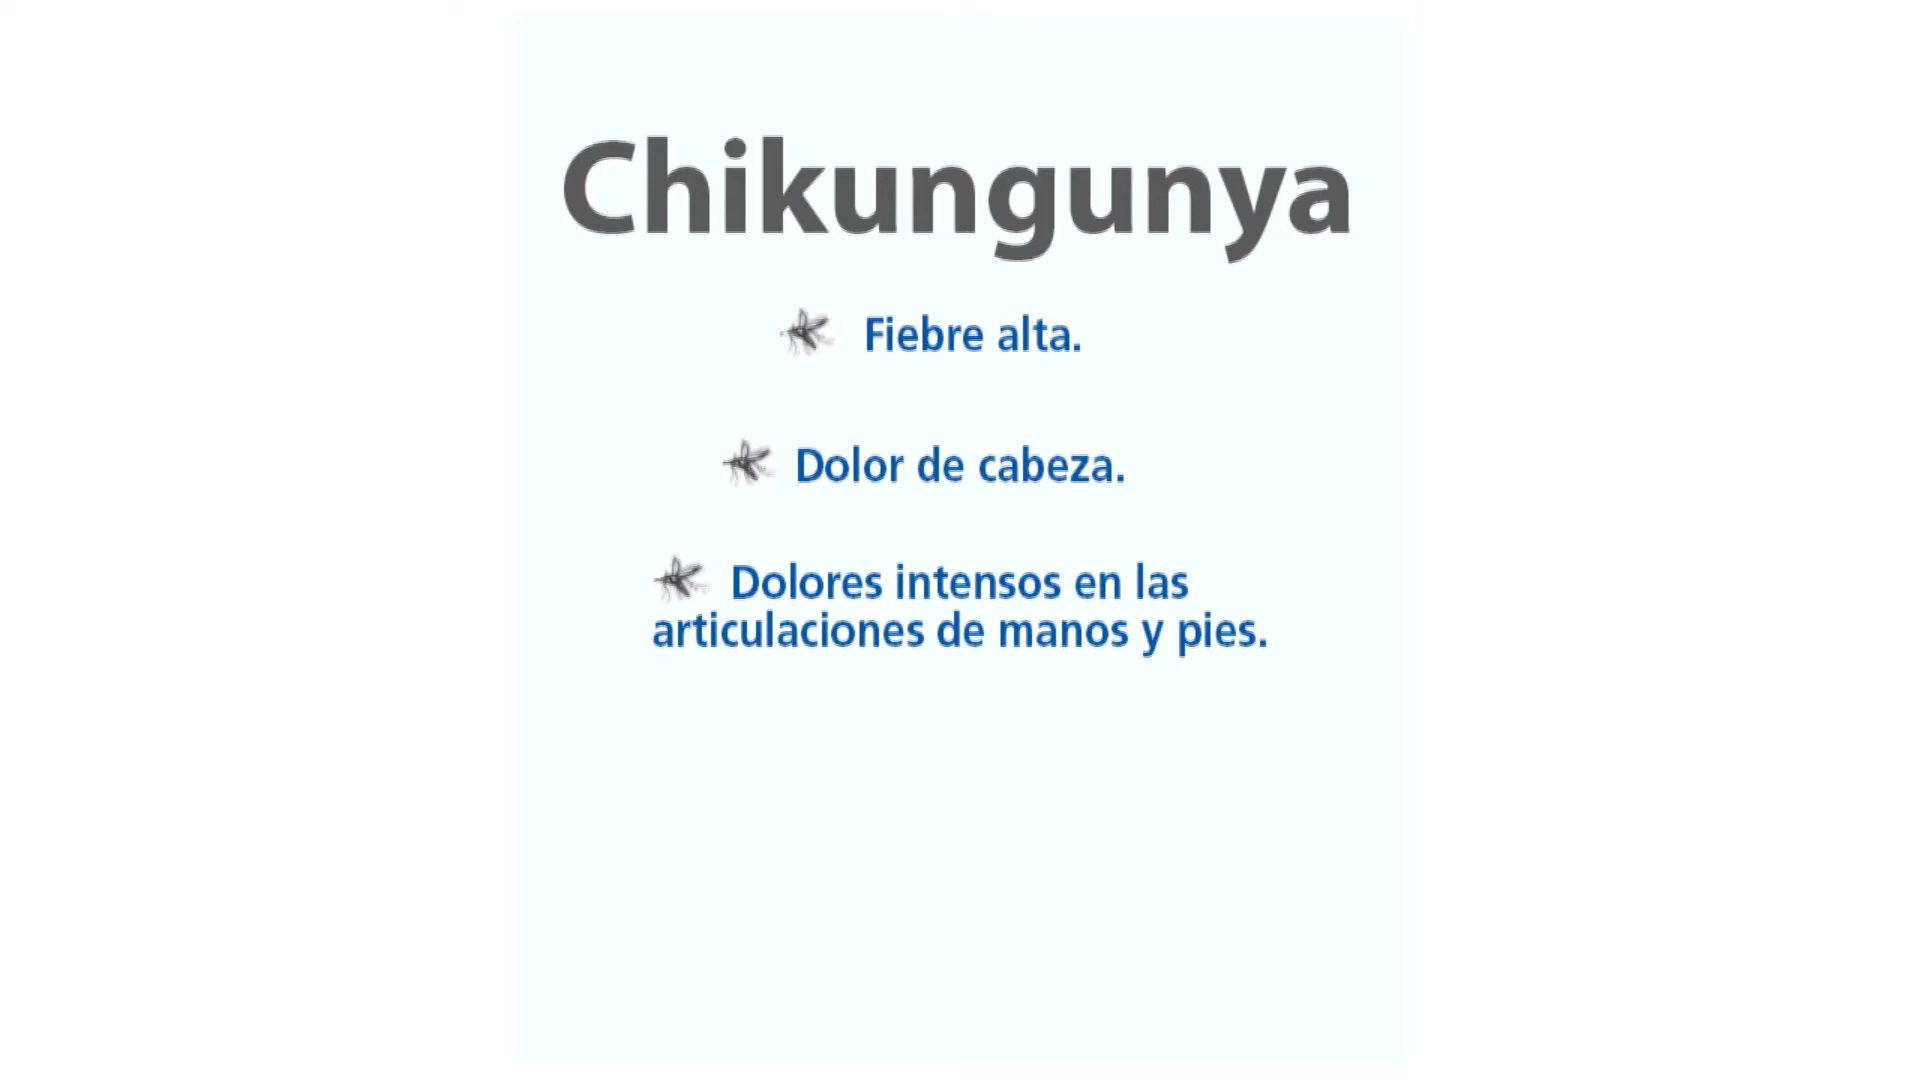 Chikungunya
Fiebre alta.
Dolor de cabeza.
Dolores intensos en las
articulaciones de manos y pies.